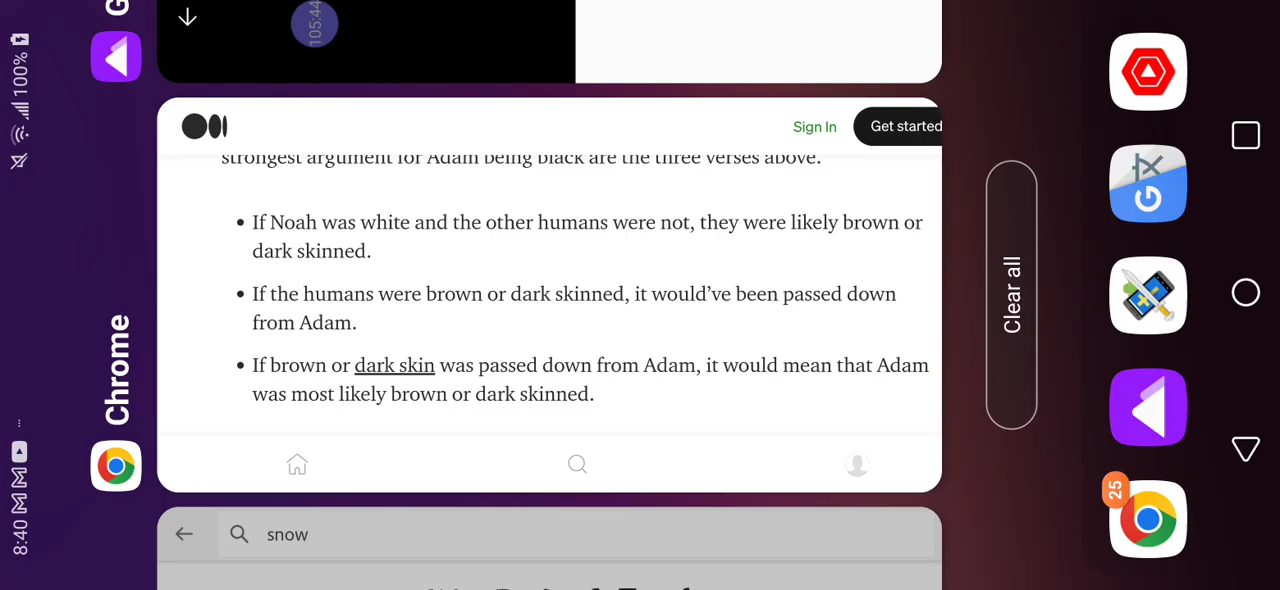 105:44
Sign In
Get started
strongest argument for Adam being black are the three verses above.
• If Noah was white and the other humans were not, they were likely brown or
dark skinned.
• If the humans were brown or dark skinned, it would’ve been passed down
from Adam.
• If brown or dark skin was passed down from Adam, it would mean that Adam
was most likely brown or dark skinned.
snow
Chrome
Clear all
8:40
100%
25